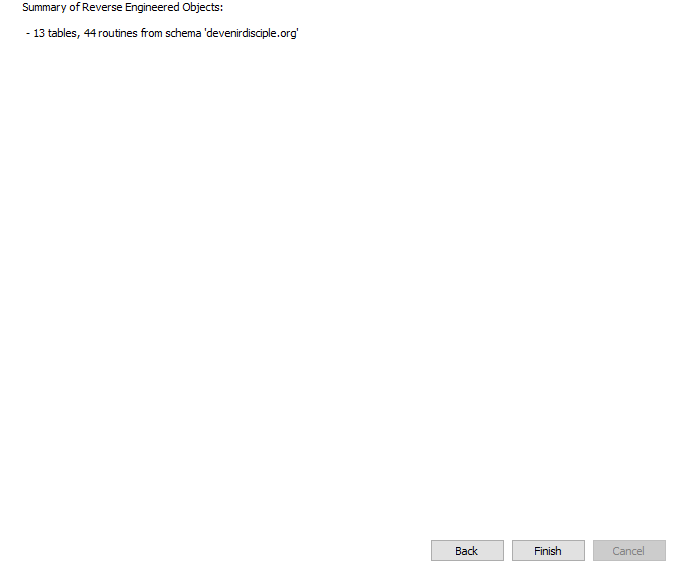 Summary of Reverse Engineered Objects:
- 13 tables, 44 routines from schema 'devenirdisciple.org'
Back
Finish
Cancel